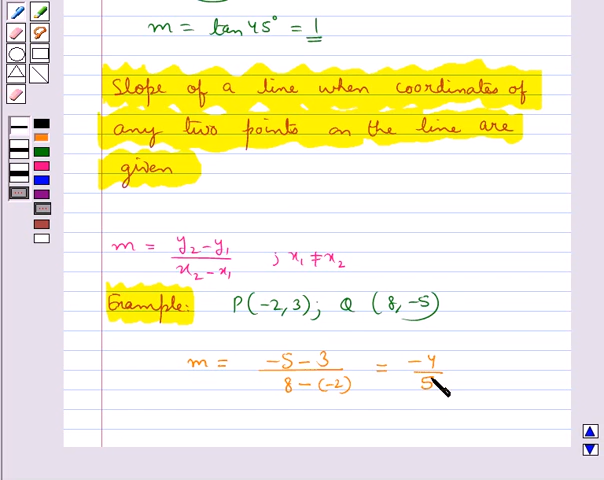 m = tan 45° = 1
Slope of a line when coordinates of
any two points on the line are
given
m = y₂-y₁/x₂-x₁ ; x₁ ≠ x₂
Example: P(-2, 3); Q (8, -5)
m = -5-3/8-(-2) = -4/5